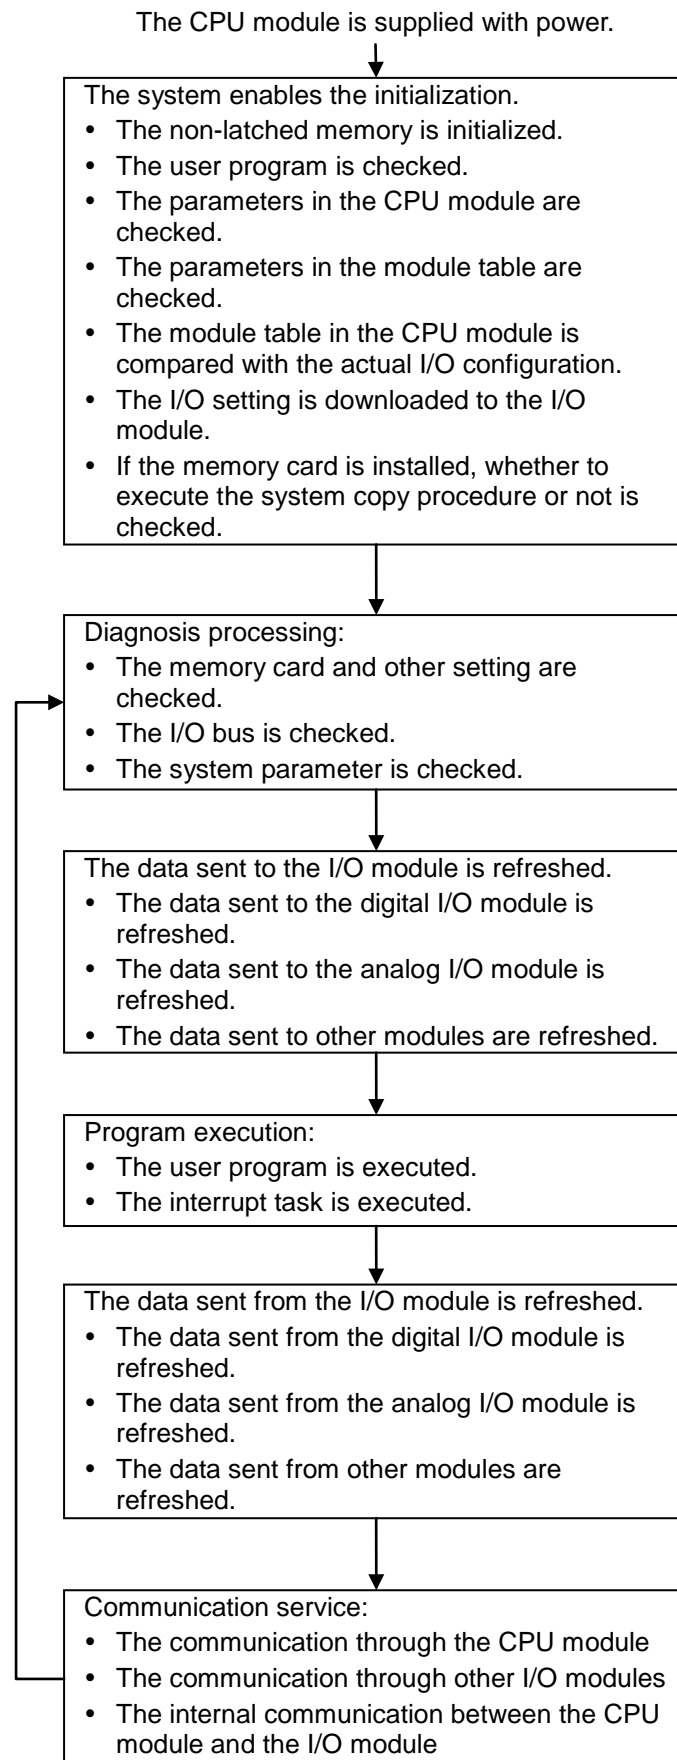 The CPU module is supplied with power.
The system enables the initialization.
• The non-latched memory is initialized.
• The user program is checked.
• The parameters in the CPU module are
checked.
• The parameters in the module table are
checked.
• The module table in the CPU module is
compared with the actual I/O configuration.
• The I/O setting is downloaded to the I/O
module.
• If the memory card is installed, whether to
execute the system copy procedure or not is
checked.
Diagnosis processing:
• The memory card and other setting are
checked.
• The I/O bus is checked.
• The system parameter is checked.
The data sent to the I/O module is refreshed.
• The data sent to the digital I/O module is
refreshed.
• The data sent to the analog I/O module is
refreshed.
• The data sent to other modules are refreshed.
Program execution:
• The user program is executed.
• The interrupt task is executed.
The data sent from the I/O module is refreshed.
• The data sent from the digital I/O module is
refreshed.
• The data sent from the analog I/O module is
refreshed.
• The data sent from other modules are
refreshed.
Communication service:
• The communication through the CPU module
• The communication through other I/O modules
• The internal communication between the CPU
module and the I/O module